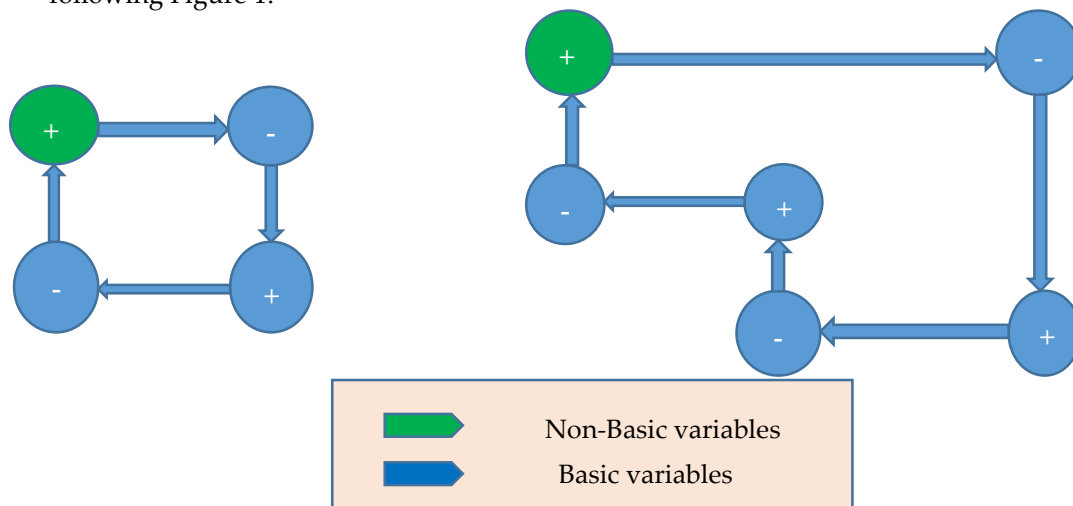 following Figure 1.
+
+ -
-
- +
- +
- +
Non-Basic variables
Basic variables